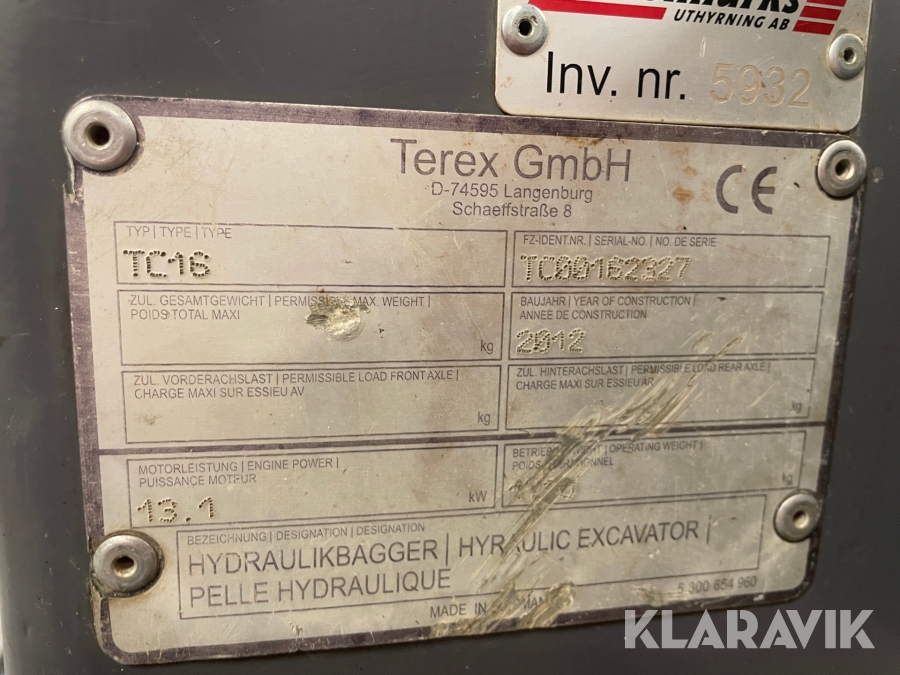 UTHYRNING AB
Inv. nr. 5932
Terex GmbH
D-74595 Langenburg
Schaeffstraße 8
CE
TYP | TYPE | TYPE
TC16
FZ-IDENT.NR. | SERIAL-NO. | NO. DE SERIE
TC00162327
ZUL. GESAMTGEWICHT | PERMISSIBLE MAX. WEIGHT |
POIDS TOTAL MAXI
kg
BAUJAHR | YEAR OF CONSTRUCTION |
ANNEE DE CONSTRUCTION
2012
ZUL. VORDERACHSLAST | PERMISSIBLE LOAD FRONT AXLE |
CHARGE MAXI SUR ESSIEU AV
kg
ZUL. HINTERACHSLAST | PERMISSIBLE LOAD REAR AXLE |
CHARGE MAXI SUR ESSIEU AR
kg
MOTORLEISTUNG | ENGINE POWER |
PUISSANCE MOTEUR
13.1 kW
OPERATING WEIGHT |
POIDS
kg
BEZEICHNUNG | DESIGNATION | DESIGNATION
HYDRAULIKBAGGER | HYDRAULIC EXCAVATOR |
PELLE HYDRAULIQUE
5 300 654 960
MADE IN
KLARAVIK